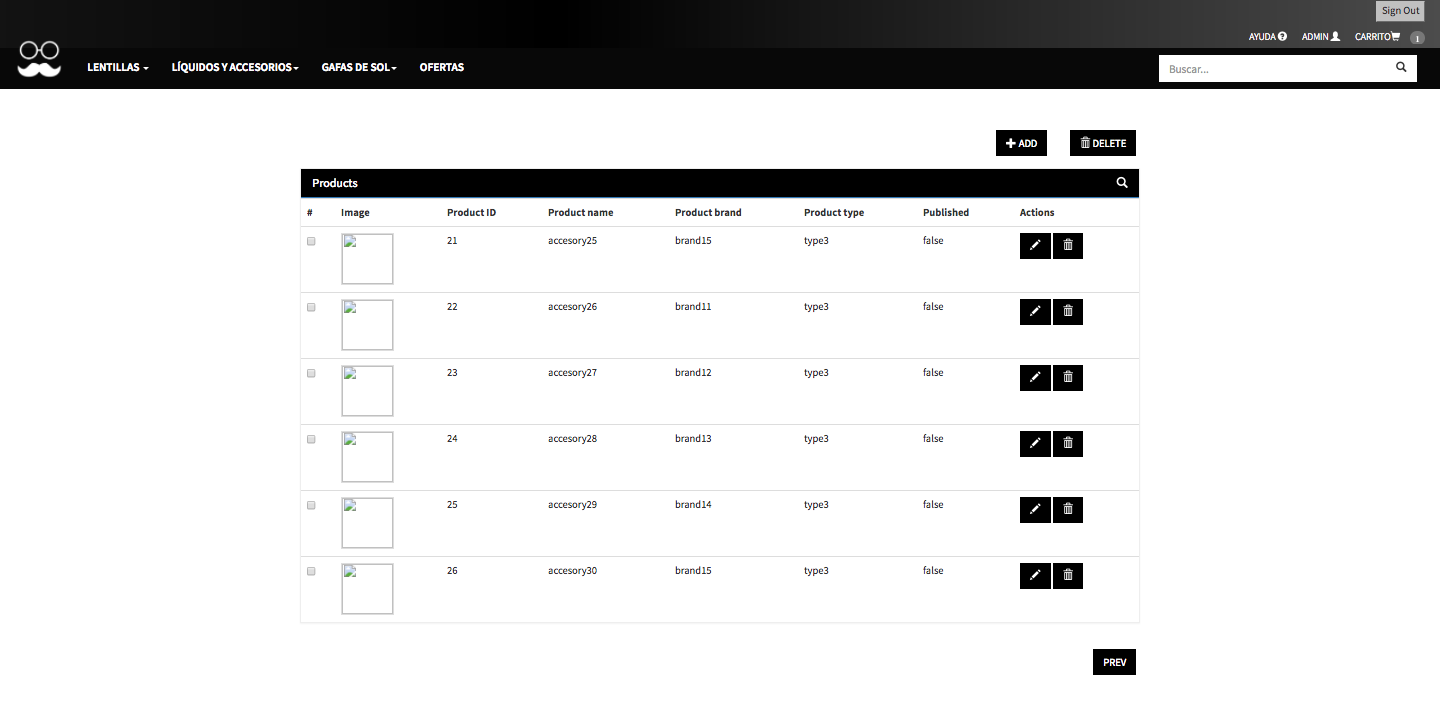 Sign Out
AYUDA ADMIN CARRITO 1
LENTILLAS LÍQUIDOS Y ACCESORIOS GAFAS DE SOL OFERTAS Buscar...
ADD DELETE
Products
# Image Product ID Product name Product brand Product type Published Actions
21 accesory25 brand15 type3 false
22 accesory26 brand11 type3 false
23 accesory27 brand12 type3 false
24 accesory28 brand13 type3 false
25 accesory29 brand14 type3 false
26 accesory30 brand15 type3 false
PREV